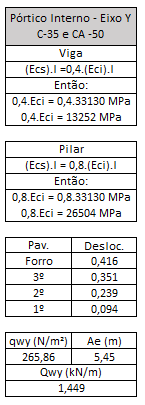 Pórtico Interno - Eixo Y
C-35 e CA -50
Viga
(Ecs).I =0,4.(Eci).I
Então:
0,4.Eci = 0,4.33130 MPa
0,4.Eci = 13252 MPa
Pilar
(Ecs).I = 0,8.(Eci).I
Então:
0,8.Eci = 0,8.33130 MPa
0,8.Eci = 26504 MPa
Pav. Desloc.
Forro 0,416
3º 0,351
2º 0,239
1º 0,094
qwy (N/m²) Ae (m)
265,86 5,45
Qwy (kN/m)
1,449